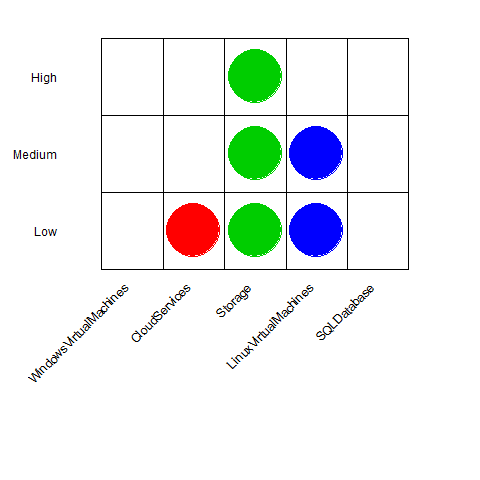 High
Medium
Low
WindowsVirtualMachines
CloudServices
Storage
LinuxVirtualMachines
SQLDatabase